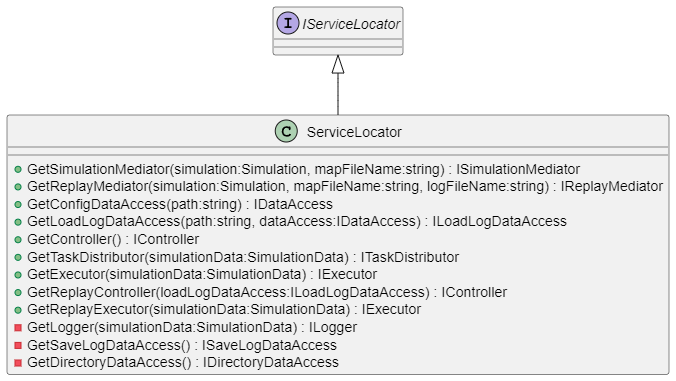 I IServiceLocator
C ServiceLocator
GetSimulationMediator(simulation:Simulation, mapFileName:string) : ISimulationMediator
GetReplayMediator(simulation:Simulation, mapFileName:string, logFileName:string) : IReplayMediator
GetConfigDataAccess(path:string) : IDataAccess
GetLoadLogDataAccess(path:string, dataAccess:IDataAccess) : ILoadLogDataAccess
GetController() : IController
GetTaskDistributor(simulationData:SimulationData) : ITaskDistributor
GetExecutor(simulationData:SimulationData) : IExecutor
GetReplayController(loadLogDataAccess:ILoadLogDataAccess) : IController
GetReplayExecutor(simulationData:SimulationData) : IExecutor
GetLogger(simulationData:SimulationData) : ILogger
GetSaveLogDataAccess() : ISaveLogDataAccess
GetDirectoryDataAccess() : IDirectoryDataAccess